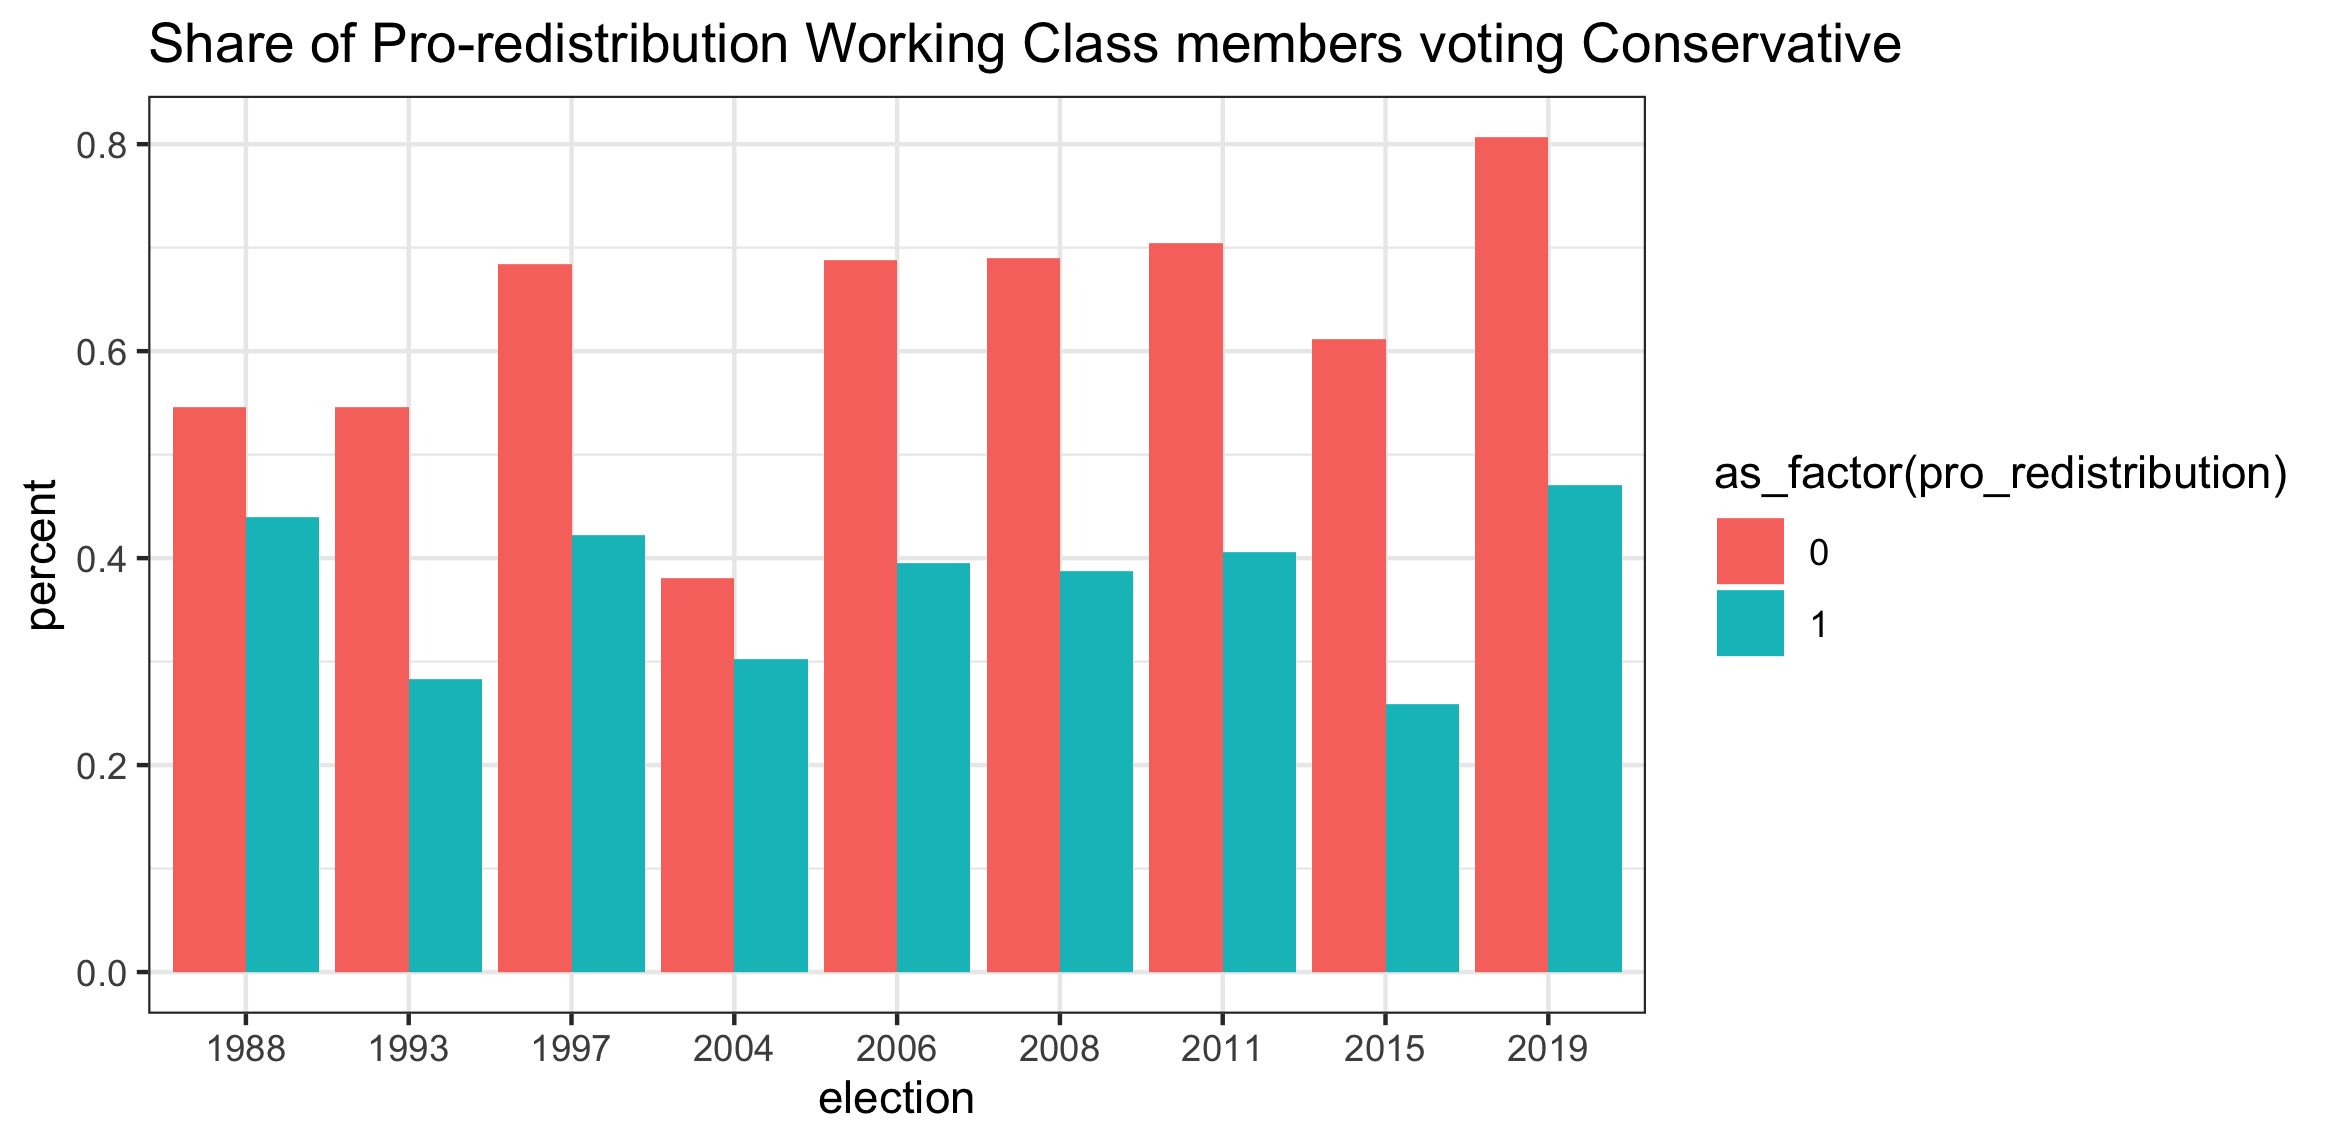 Share of Pro-redistribution Working Class members voting Conservative
percent
0.8
0.6
0.4
0.2
0.0
1988 1993 1997 2004 2006 2008 2011 2015 2019
election
as_factor(pro_redistribution)
0
1